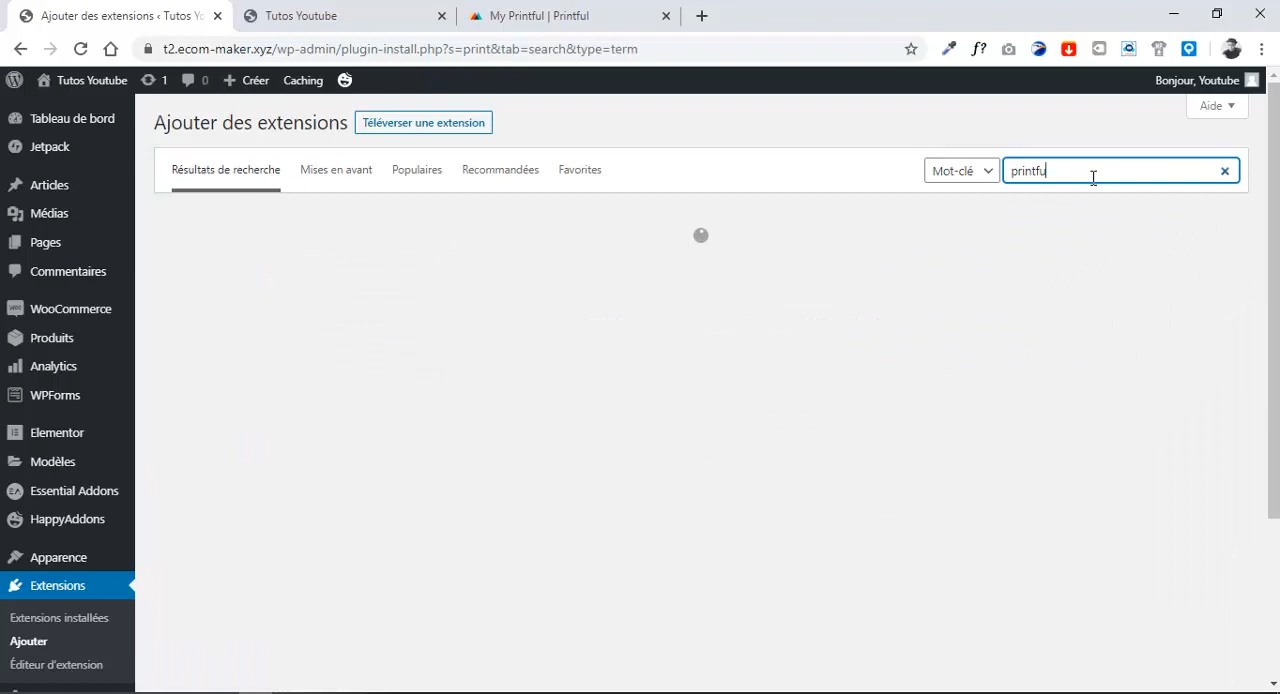 Ajouter des extensions ‹ Tutos Yo
Tutos Youtube
My Printful | Printful
t2.ecom-maker.xyz/wp-admin/plugin-install.php?s=print&tab=search&type=term
f?
Tutos Youtube
1
0
Créer
Caching
Bonjour, Youtube
Aide
Tableau de bord
Jetpack
Articles
Médias
Pages
Commentaires
WooCommerce
Produits
Analytics
WPForms
Elementor
Modèles
Essential Addons
HappyAddons
Apparence
Extensions
Extensions installées
Ajouter
Éditeur d'extension
Ajouter des extensions
Téléverser une extension
Résultats de recherche
Mises en avant
Populaires
Recommandées
Favorites
Mot-clé
printfu